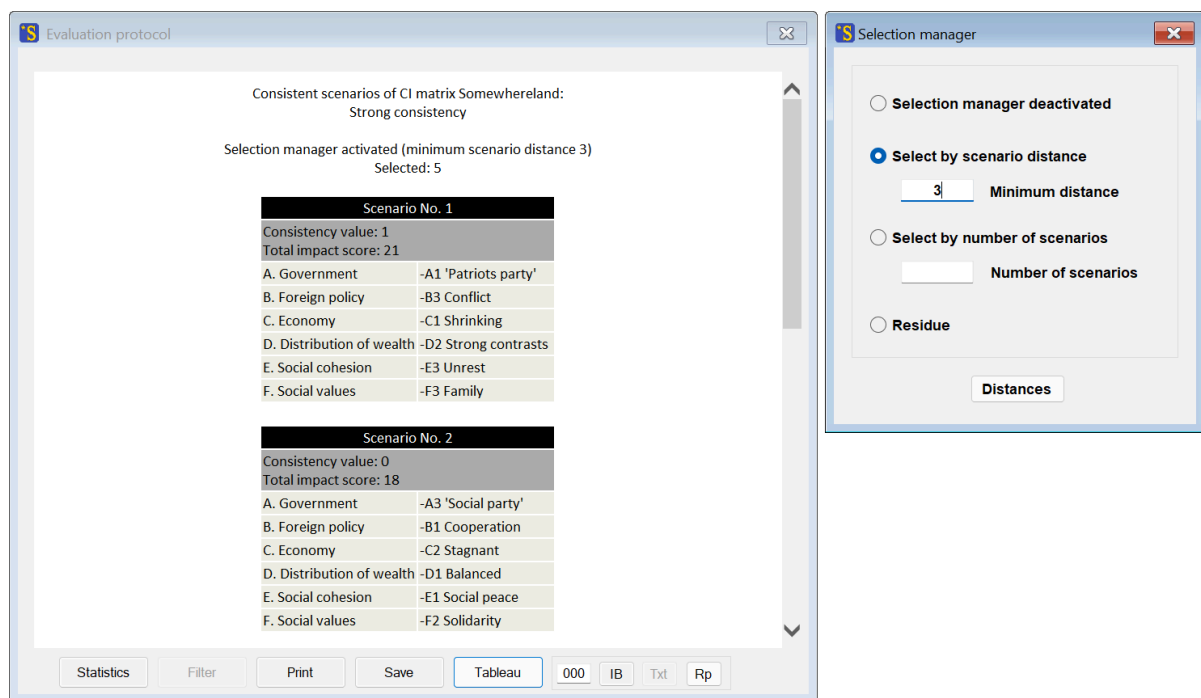 Evaluation protocol
Consistent scenarios of CI matrix Somewhereland:
Strong consistency
Selection manager activated (minimum scenario distance 3)
Selected: 5
Scenario No. 1
Consistency value: 1
Total impact score: 21
A. Government -A1 'Patriots party'
B. Foreign policy -B3 Conflict
C. Economy -C1 Shrinking
D. Distribution of wealth -D2 Strong contrasts
E. Social cohesion -E3 Unrest
F. Social values -F3 Family
Scenario No. 2
Consistency value: 0
Total impact score: 18
A. Government -A3 'Social party'
B. Foreign policy -B1 Cooperation
C. Economy -C2 Stagnant
D. Distribution of wealth -D1 Balanced
E. Social cohesion -E1 Social peace
F. Social values -F2 Solidarity
Statistics Filter Print Save Tableau 000 IB Txt Rp
Selection manager
Selection manager deactivated
Select by scenario distance
3 Minimum distance
Select by number of scenarios
Number of scenarios
Residue
Distances